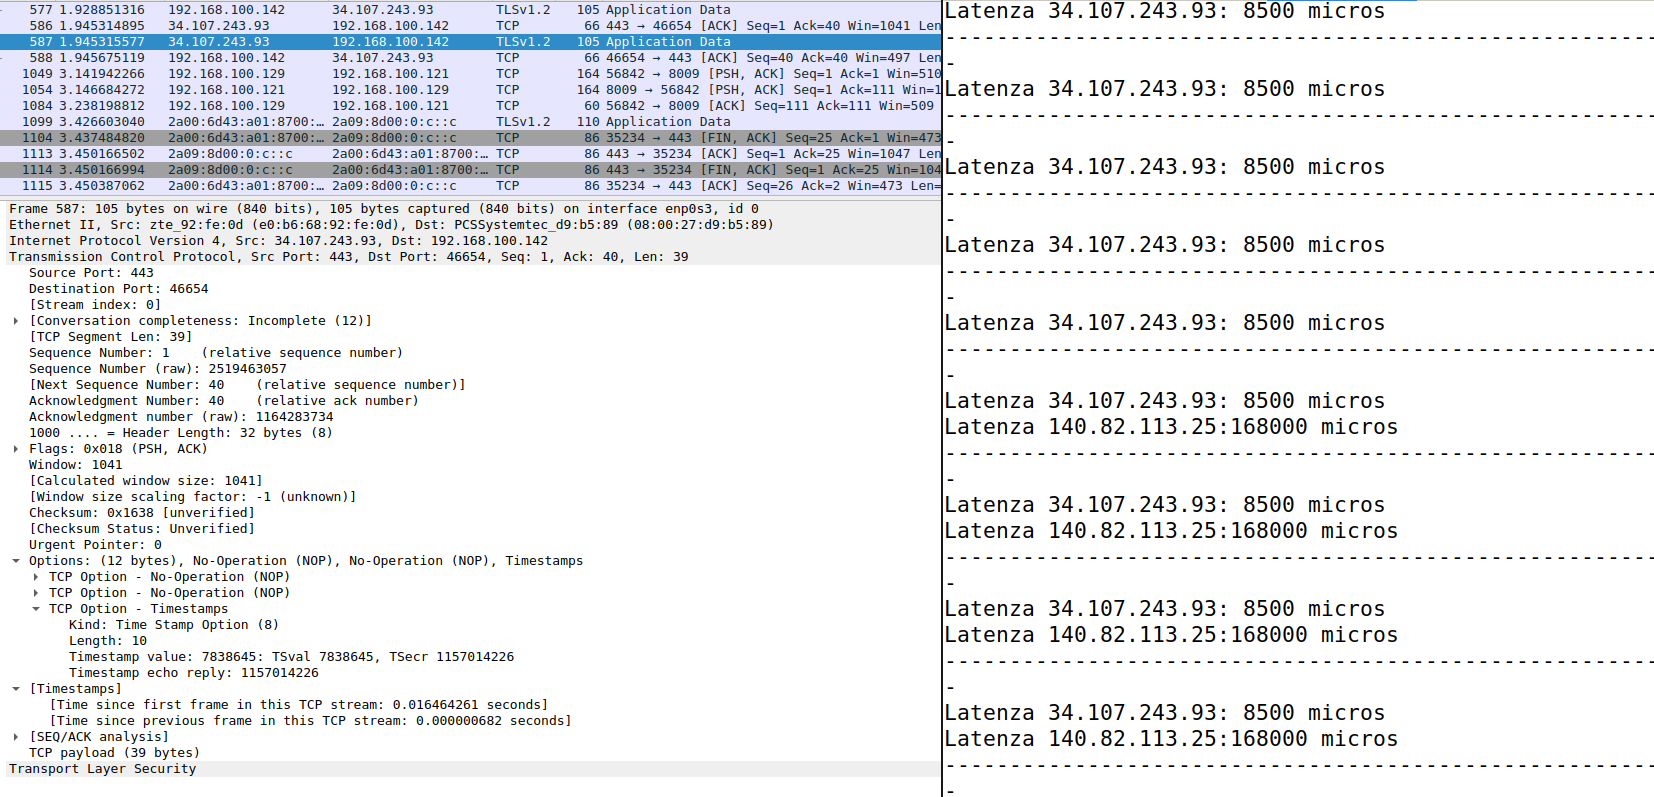 577 1.928851316 192.168.100.142 34.107.243.93 TLSv1.2 105 Application Data
586 1.945314895 34.107.243.93 192.168.100.142 TCP 66 443 → 46654 [ACK] Seq=1 Ack=40 Win=1041 Len
587 1.945315577 34.107.243.93 192.168.100.142 TLSv1.2 105 Application Data
588 1.945675119 192.168.100.142 34.107.243.93 TCP 66 46654 → 443 [ACK] Seq=40 Ack=40 Win=497 Len
1049 3.141942266 192.168.100.129 192.168.100.121 TCP 164 56842 → 8009 [PSH, ACK] Seq=1 Ack=1 Win=510
1054 3.146684272 192.168.100.121 192.168.100.129 TCP 164 8009 → 56842 [PSH, ACK] Seq=1 Ack=111 Win=1
1084 3.238198812 192.168.100.129 192.168.100.121 TCP 60 56842 → 8009 [ACK] Seq=111 Ack=111 Win=509
1099 3.426603040 2a00:6d43:a01:8700:… 2a09:8d00:0:c::c TLSv1.2 110 Application Data
1104 3.437484820 2a00:6d43:a01:8700:… 2a09:8d00:0:c::c TCP 86 35234 → 443 [FIN, ACK] Seq=25 Ack=1 Win=473
1113 3.450166502 2a09:8d00:0:c::c 2a00:6d43:a01:8700:… TCP 86 443 → 35234 [ACK] Seq=1 Ack=25 Win=1047 Len
1114 3.450166994 2a09:8d00:0:c::c 2a00:6d43:a01:8700:… TCP 86 443 → 35234 [FIN, ACK] Seq=1 Ack=25 Win=104
1115 3.450387062 2a00:6d43:a01:8700:… 2a09:8d00:0:c::c TCP 86 35234 → 443 [ACK] Seq=26 Ack=2 Win=473 Len=
Frame 587: 105 bytes on wire (840 bits), 105 bytes captured (840 bits) on interface enp0s3, id 0
Ethernet II, Src: zte_92:fe:0d (e0:b6:68:92:fe:0d), Dst: PCSSystemtec_d9:b5:89 (08:00:27:d9:b5:89)
Internet Protocol Version 4, Src: 34.107.243.93, Dst: 192.168.100.142
Transmission Control Protocol, Src Port: 443, Dst Port: 46654, Seq: 1, Ack: 40, Len: 39
Source Port: 443
Destination Port: 46654
[Stream index: 0]
[Conversation completeness: Incomplete (12)]
[TCP Segment Len: 39]
Sequence Number: 1 (relative sequence number)
Sequence Number (raw): 2519463057
[Next Sequence Number: 40 (relative sequence number)]
Acknowledgment Number: 40 (relative ack number)
Acknowledgment number (raw): 1164283734
1000 .... = Header Length: 32 bytes (8)
Flags: 0x018 (PSH, ACK)
Window: 1041
[Calculated window size: 1041]
[Window size scaling factor: -1 (unknown)]
Checksum: 0x1638 [unverified]
[Checksum Status: Unverified]
Urgent Pointer: 0
Options: (12 bytes), No-Operation (NOP), No-Operation (NOP), Timestamps
TCP Option - No-Operation (NOP)
TCP Option - No-Operation (NOP)
TCP Option - Timestamps
Kind: Time Stamp Option (8)
Length: 10
Timestamp value: 7838645: TSval 7838645, TSecr 1157014226
Timestamp echo reply: 1157014226
[Timestamps]
[Time since first frame in this TCP stream: 0.016464261 seconds]
[Time since previous frame in this TCP stream: 0.000000682 seconds]
[SEQ/ACK analysis]
TCP payload (39 bytes)
Transport Layer Security
Latenza 34.107.243.93: 8500 micros
-------------------------------------------------------
-
Latenza 34.107.243.93: 8500 micros
-------------------------------------------------------
-
Latenza 34.107.243.93: 8500 micros
-------------------------------------------------------
-
Latenza 34.107.243.93: 8500 micros
-------------------------------------------------------
-
Latenza 34.107.243.93: 8500 micros
-------------------------------------------------------
-
Latenza 34.107.243.93: 8500 micros
Latenza 140.82.113.25:168000 micros
-------------------------------------------------------
-
Latenza 34.107.243.93: 8500 micros
Latenza 140.82.113.25:168000 micros
-------------------------------------------------------
-
Latenza 34.107.243.93: 8500 micros
Latenza 140.82.113.25:168000 micros
-------------------------------------------------------
-
Latenza 34.107.243.93: 8500 micros
Latenza 140.82.113.25:168000 micros
-------------------------------------------------------
-